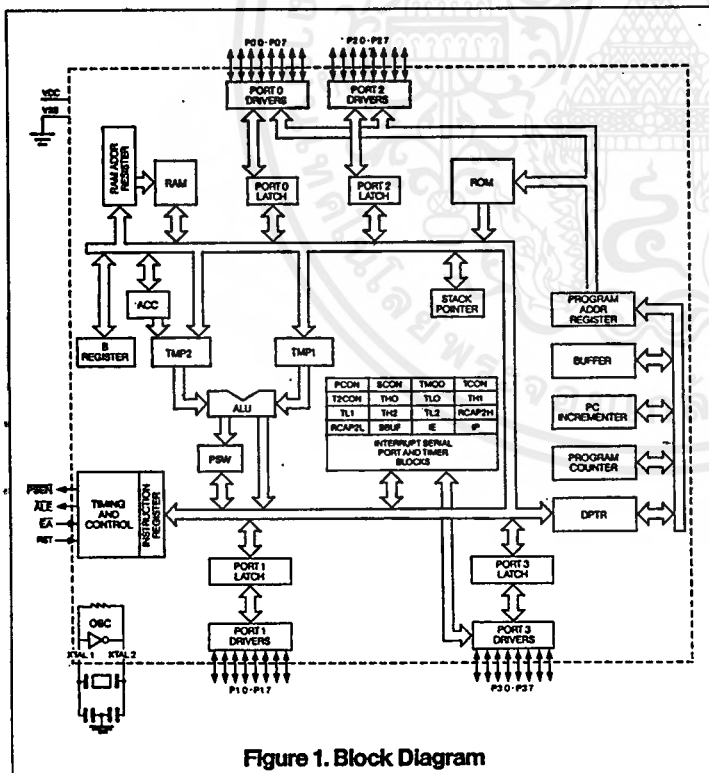 P00-P07
P20-P27
VCC
VSS
PORT 0 DRIVERS
PORT 2 DRIVERS
RAM ADDR REGISTER
RAM
PORT 0 LATCH
PORT 2 LATCH
ROM
B REGISTER
ACC
TMP2
TMP1
STACK POINTER
PROGRAM ADDR REGISTER
ALU
BUFFER
PCON SCON TMOD TCON
T2CON TH0 TL0 TH1
TL1 TH2 TL2 RCAP2H
RCAP2L SBUF IE IP
INTERRUPT SERIAL
PORT AND TIMER
BLOCKS
PC INCREMENTER
PSW
PROGRAM COUNTER
PSEN
ALE
EA
RST
TIMING AND CONTROL
INSTRUCTION REGISTER
DPTR
PORT 1 LATCH
PORT 3 LATCH
OSC
XTAL 1
XTAL 2
PORT 1 DRIVERS
PORT 3 DRIVERS
P10-P17
P30-P37
Figure 1. Block Diagram